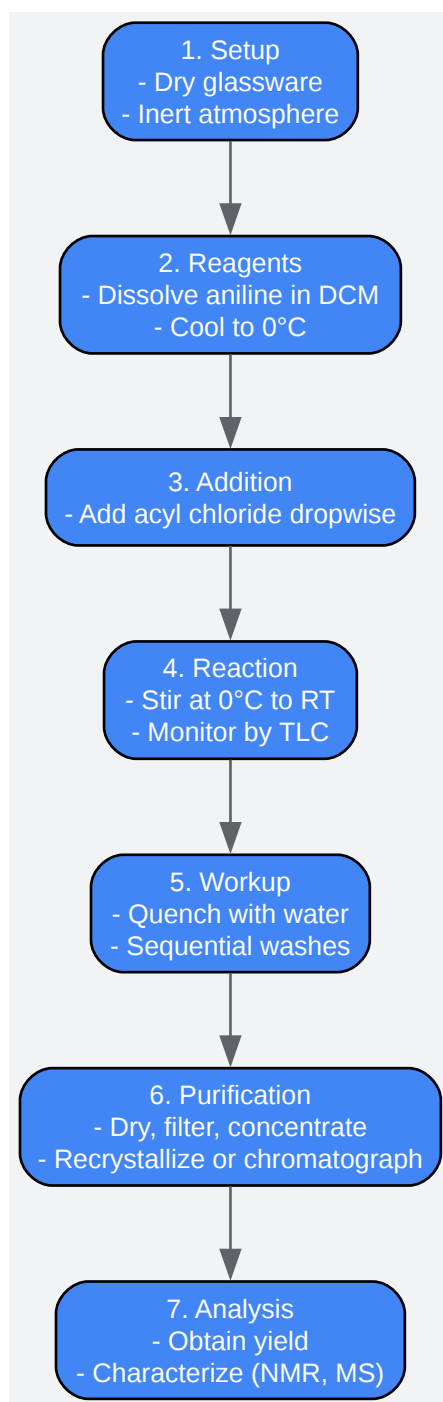 1. Setup
- Dry glassware
- Inert atmosphere
2. Reagents
- Dissolve aniline in DCM
- Cool to 0°C
3. Addition
- Add acyl chloride dropwise
4. Reaction
- Stir at 0°C to RT
- Monitor by TLC
5. Workup
- Quench with water
- Sequential washes
6. Purification
- Dry, filter, concentrate
- Recrystallize or chromatograph
7. Analysis
- Obtain yield
- Characterize (NMR, MS)